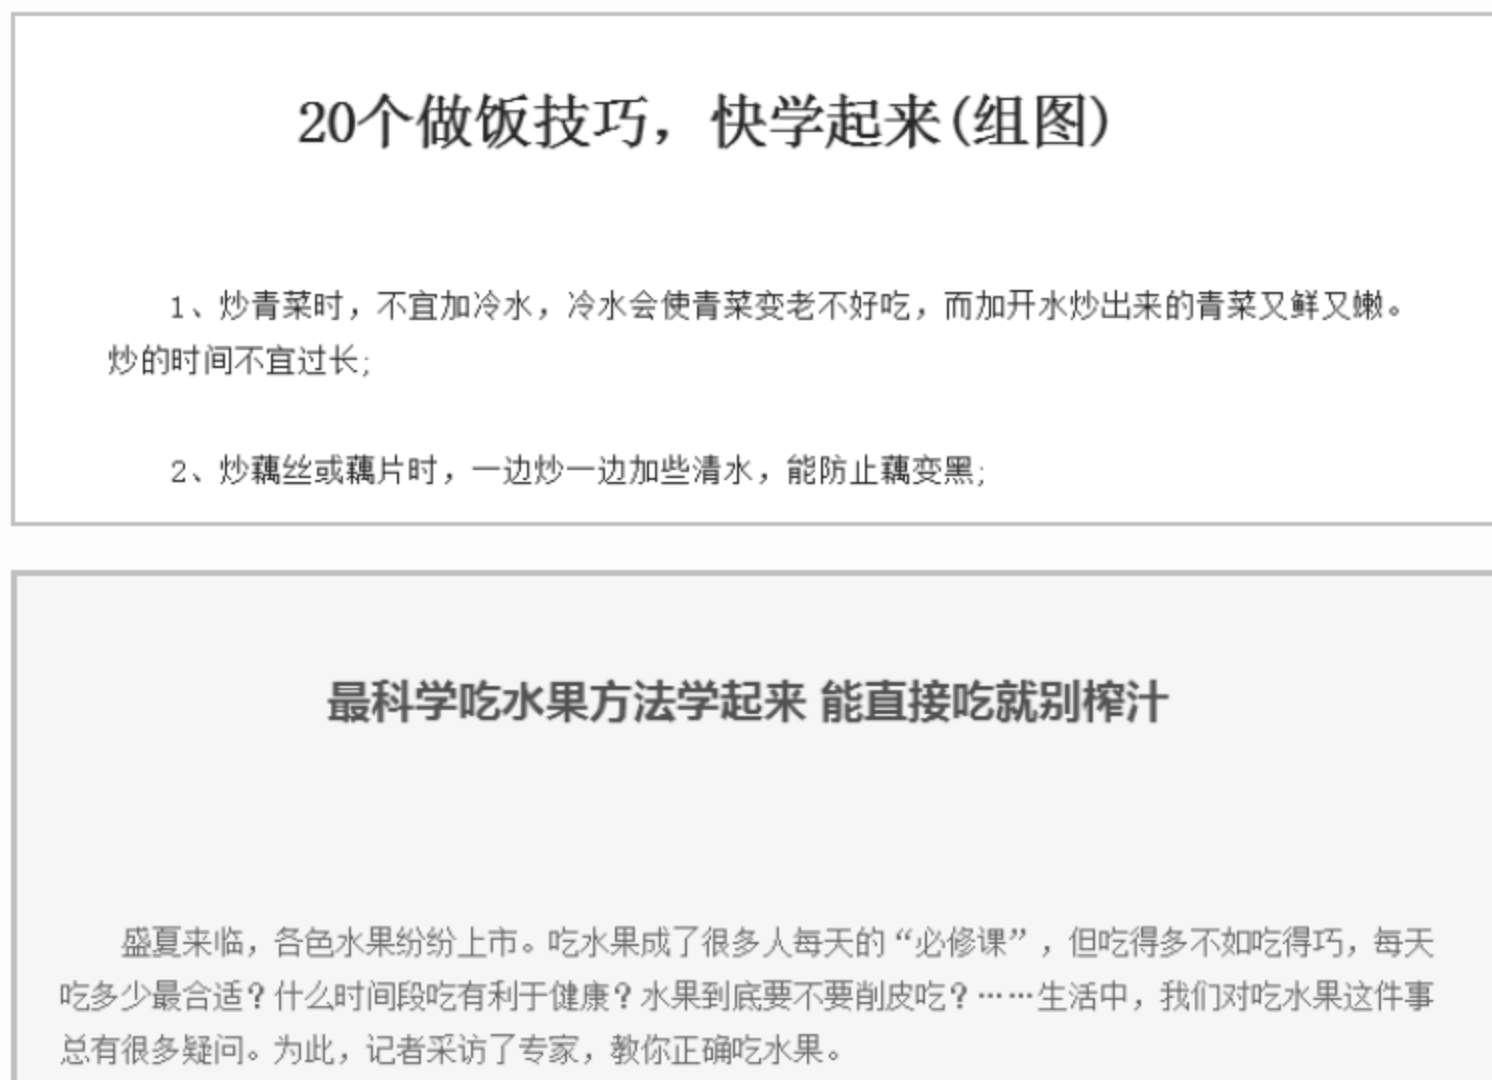 20个做饭技巧，快学起来(组图)
1、炒青菜时，不宜加冷水，冷水会使青菜变老不好吃，而加开水炒出来的青菜又鲜又嫩。
炒的时间不宜过长;
2、炒藕丝或藕片时，一边炒一边加些清水，能防止藕变黑;
最科学吃水果方法学起来 能直接吃就别榨汁
盛夏来临，各色水果纷纷上市。吃水果成了很多人每天的“必修课”，但吃得多不如吃得巧，每天
吃多少最合适？什么时间段吃有利于健康？水果到底要不要削皮吃？……生活中，我们对吃水果这件事
总有很多疑问。为此，记者采访了专家，教你正确吃水果。